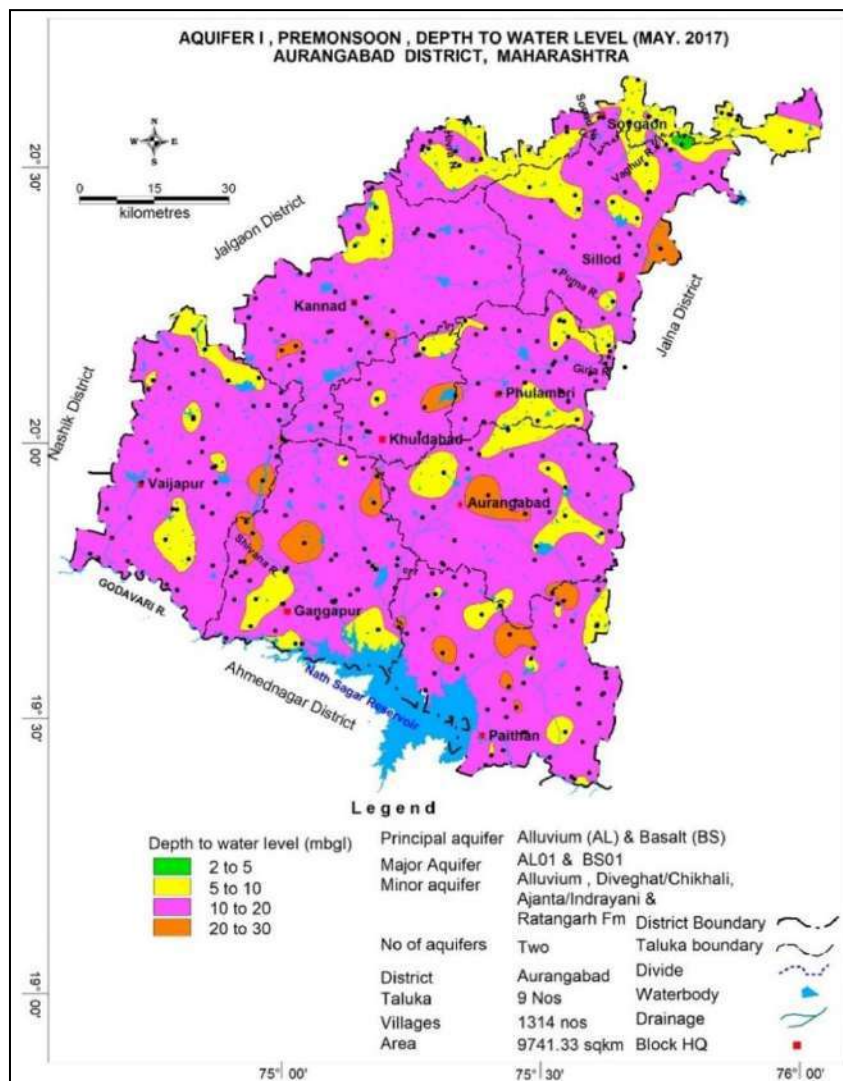 AQUIFER I , PREMONSOON , DEPTH TO WATER LEVEL (MAY. 2017)
AURANGABAD DISTRICT, MAHARASHTRA
N
W E
S
20° 30'
0 15 30
kilometres
Soygaon
Vaghur R.
Jalgaon District
Sillod
Purna R.
Kannad
Jalna District
Girja R.
Phulambri
Nashik District
20° 00'
Khuldabad
Vaijapur
Aurangabad
Shivana R.
GODAVARI R.
Gangapur
Ahmednagar District
Nath Sagar Reservoir
19° 30'
Paithan
Legend
Depth to water level (mbgl)
2 to 5
5 to 10
10 to 20
20 to 30
Principal aquifer Alluvium (AL) & Basalt (BS)
Major Aquifer AL01 & BS01
Minor aquifer Alluvium , Diveghat/Chikhali,
Ajanta/Indrayani &
Ratangarh Fm
No of aquifers Two
District Aurangabad
Taluka 9 Nos
Villages 1314 nos
Area 9741.33 sqkm
District Boundary
Taluka boundary
Divide
Waterbody
Drainage
Block HQ
19° 00'
75° 00' 75° 30' 76° 00'